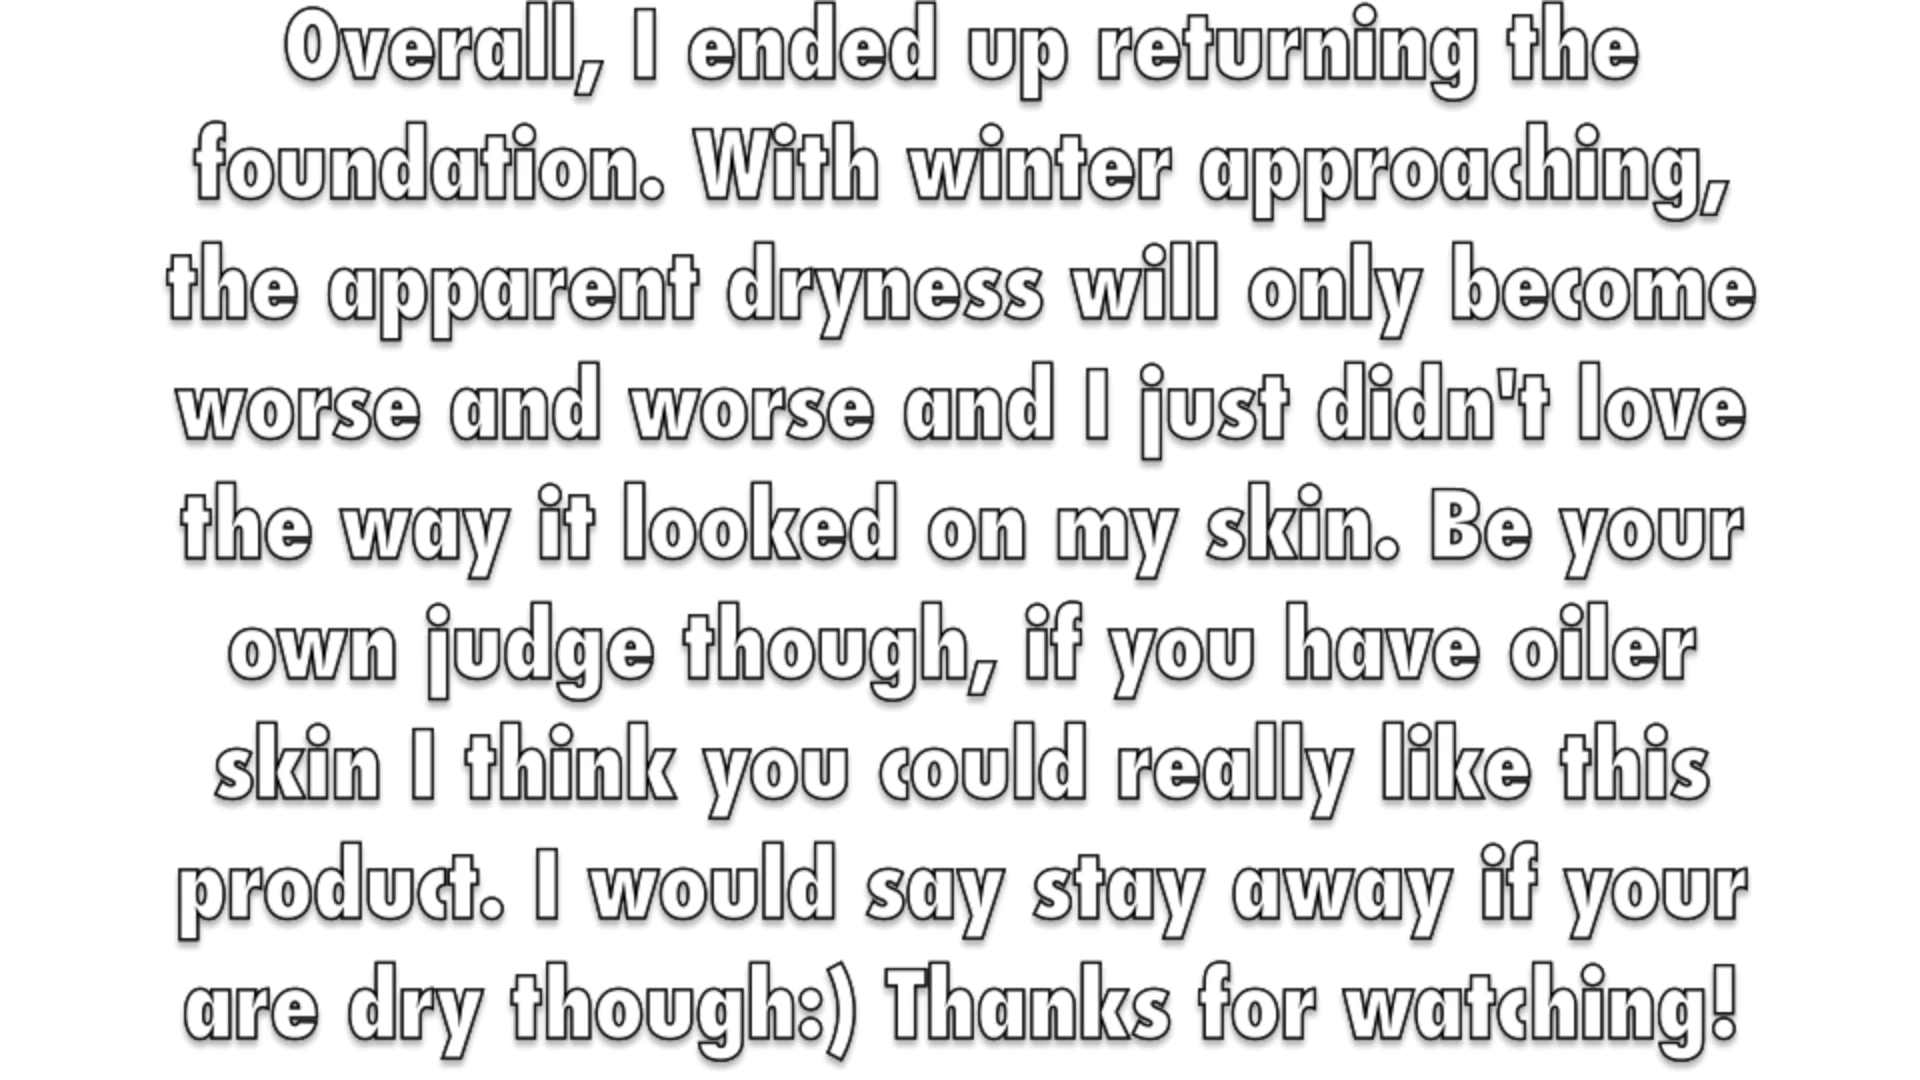 Overall, I ended up returning the
foundation. With winter approaching,
the apparent dryness will only become
worse and worse and I just didn't love
the way it looked on my skin. Be your
own judge though, if you have oiler
skin I think you could really like this
product. I would say stay away if your
are dry though:) Thanks for watching!